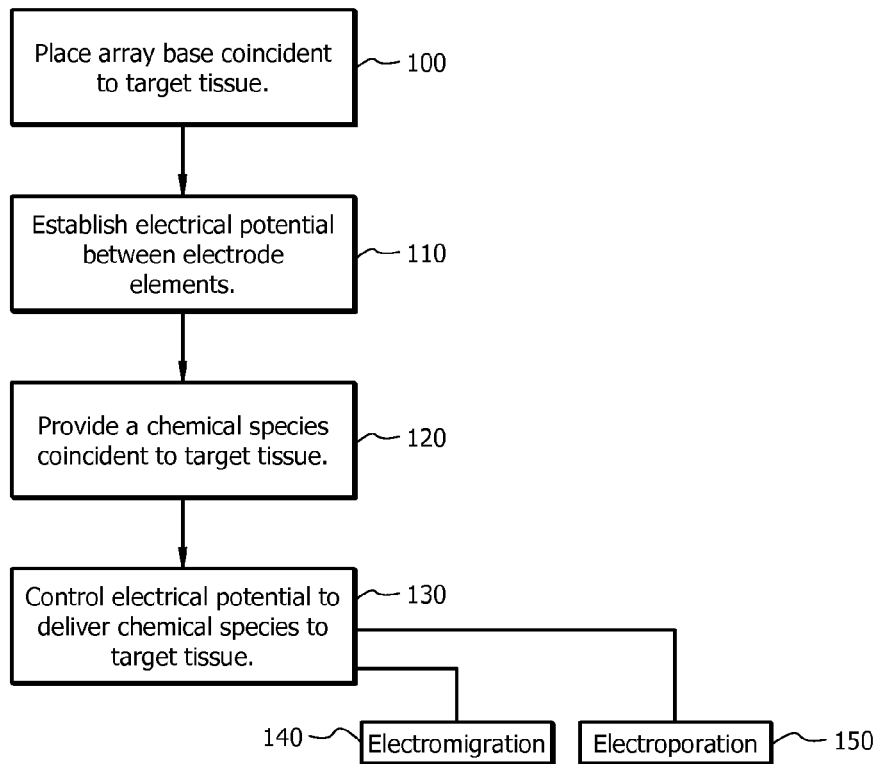 Place array base coincident
to target tissue.
100
Establish electrical potential
between electrode
elements.
110
Provide a chemical species
coincident to target tissue.
120
Control electrical potential to
deliver chemical species to
target tissue.
130
140
Electromigration
Electroporation
150